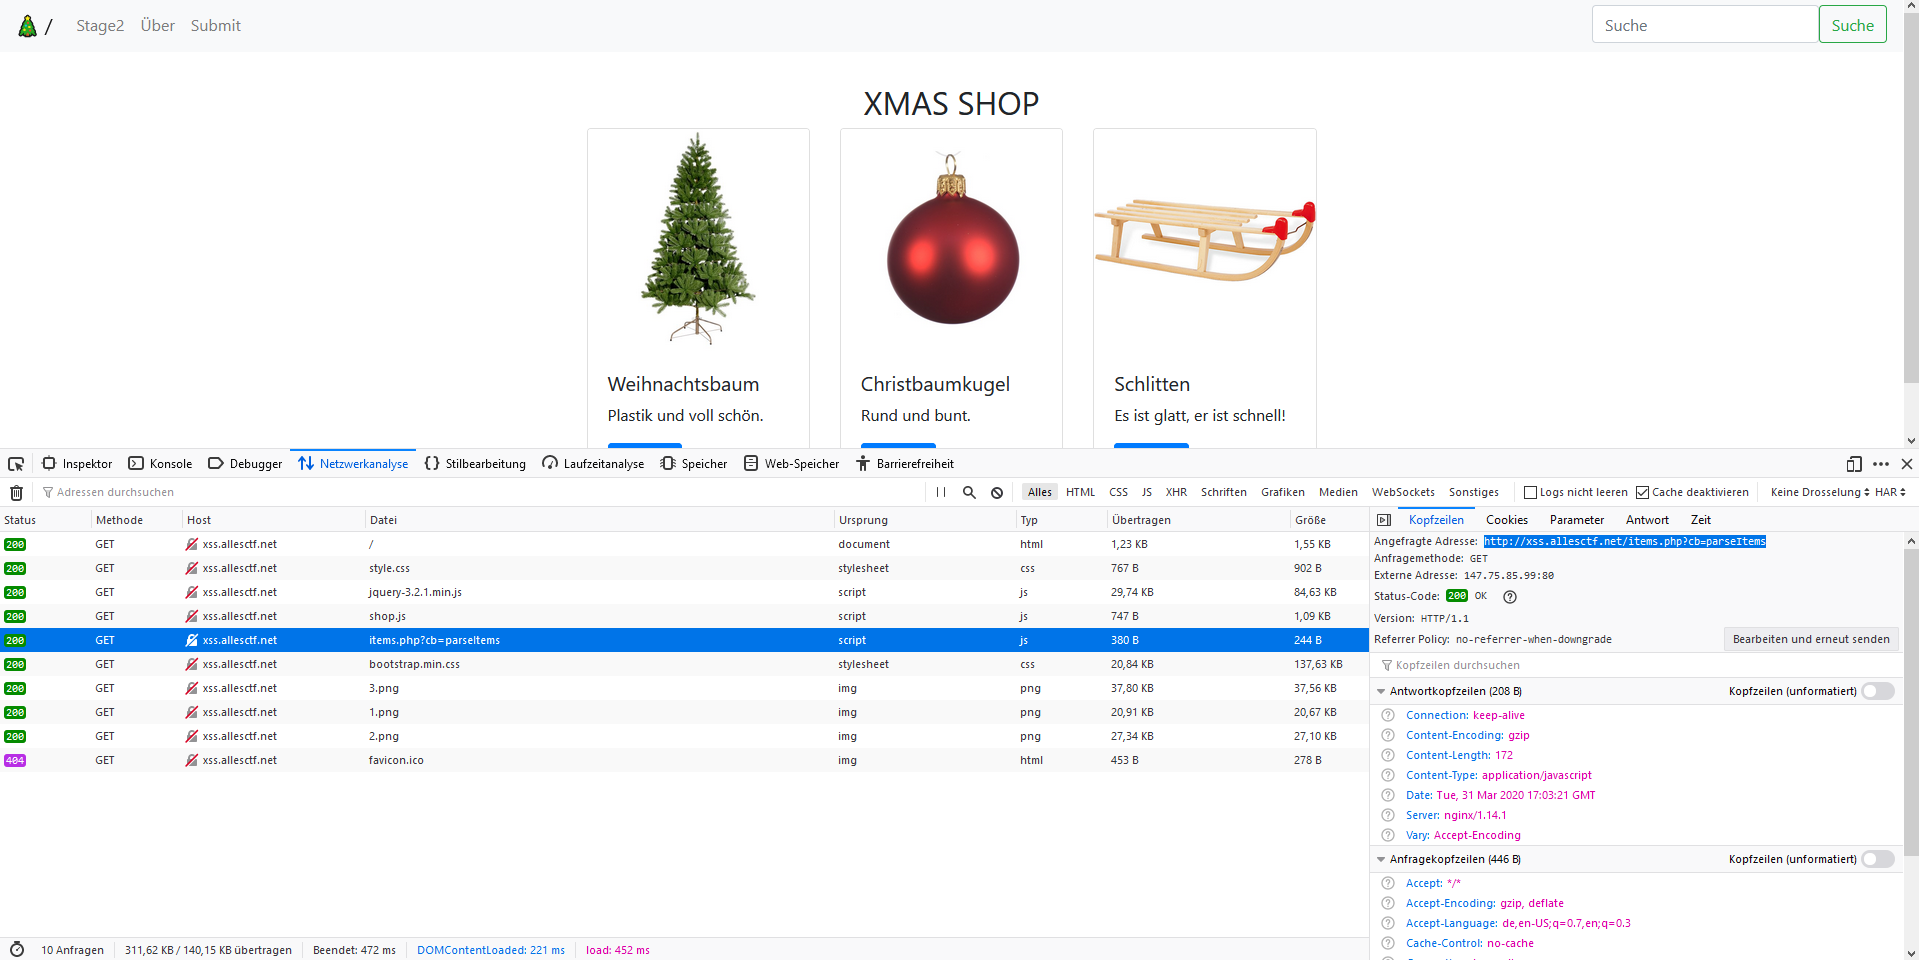 / Stage2 Über Submit Suche Suche
XMAS SHOP
Weihnachtsbaum Christbaumkugel Schlitten
Plastik und voll schön. Rund und bunt. Es ist glatt, er ist schnell!
Inspektor Konsole Debugger Netzwerkanalyse Stilbearbeitung Laufzeitanalyse Speicher Web-Speicher Barrierefreiheit
Adressen durchsuchen Alles HTML CSS JS XHR Schriften Grafiken Medien WebSockets Sonstiges Logs nicht leeren Cache deaktivieren Keine Drosselung HAR
Status Methode Host Datei Ursprung Typ Übertragen Größe
200 GET xss.allesctf.net / document html 1,23 KB 1,55 KB
200 GET xss.allesctf.net style.css stylesheet css 767 B 902 B
200 GET xss.allesctf.net jquery-3.2.1.min.js script js 29,74 KB 84,63 KB
200 GET xss.allesctf.net shop.js script js 747 B 1,09 KB
200 GET xss.allesctf.net items.php?cb=parseItems script js 380 B 244 B
200 GET xss.allesctf.net bootstrap.min.css stylesheet css 20,84 KB 137,63 KB
200 GET xss.allesctf.net 3.png img png 37,80 KB 37,56 KB
200 GET xss.allesctf.net 1.png img png 20,91 KB 20,67 KB
200 GET xss.allesctf.net 2.png img png 27,34 KB 27,10 KB
404 GET xss.allesctf.net favicon.ico img html 453 B 278 B
10 Anfragen 311,62 KB / 140,15 KB übertragen Beendet: 472 ms DOMContentLoaded: 221 ms load: 452 ms
Kopfzeilen Cookies Parameter Antwort Zeit
Angefragte Adresse: http://xss.allesctf.net/items.php?cb=parseItems
Anfragemethode: GET
Externe Adresse: 147.75.85.99:80
Status-Code: 200 OK
Version: HTTP/1.1
Referrer Policy: no-referrer-when-downgrade Bearbeiten und erneut senden
Kopfzeilen durchsuchen
Antwortkopfzeilen (208 B) Kopfzeilen (unformatiert)
Connection: keep-alive
Content-Encoding: gzip
Content-Length: 172
Content-Type: application/javascript
Date: Tue, 31 Mar 2020 17:03:21 GMT
Server: nginx/1.14.1
Vary: Accept-Encoding
Anfragekopfzeilen (446 B) Kopfzeilen (unformatiert)
Accept: */*
Accept-Encoding: gzip, deflate
Accept-Language: de,en-US;q=0.7,en;q=0.3
Cache-Control: no-cache